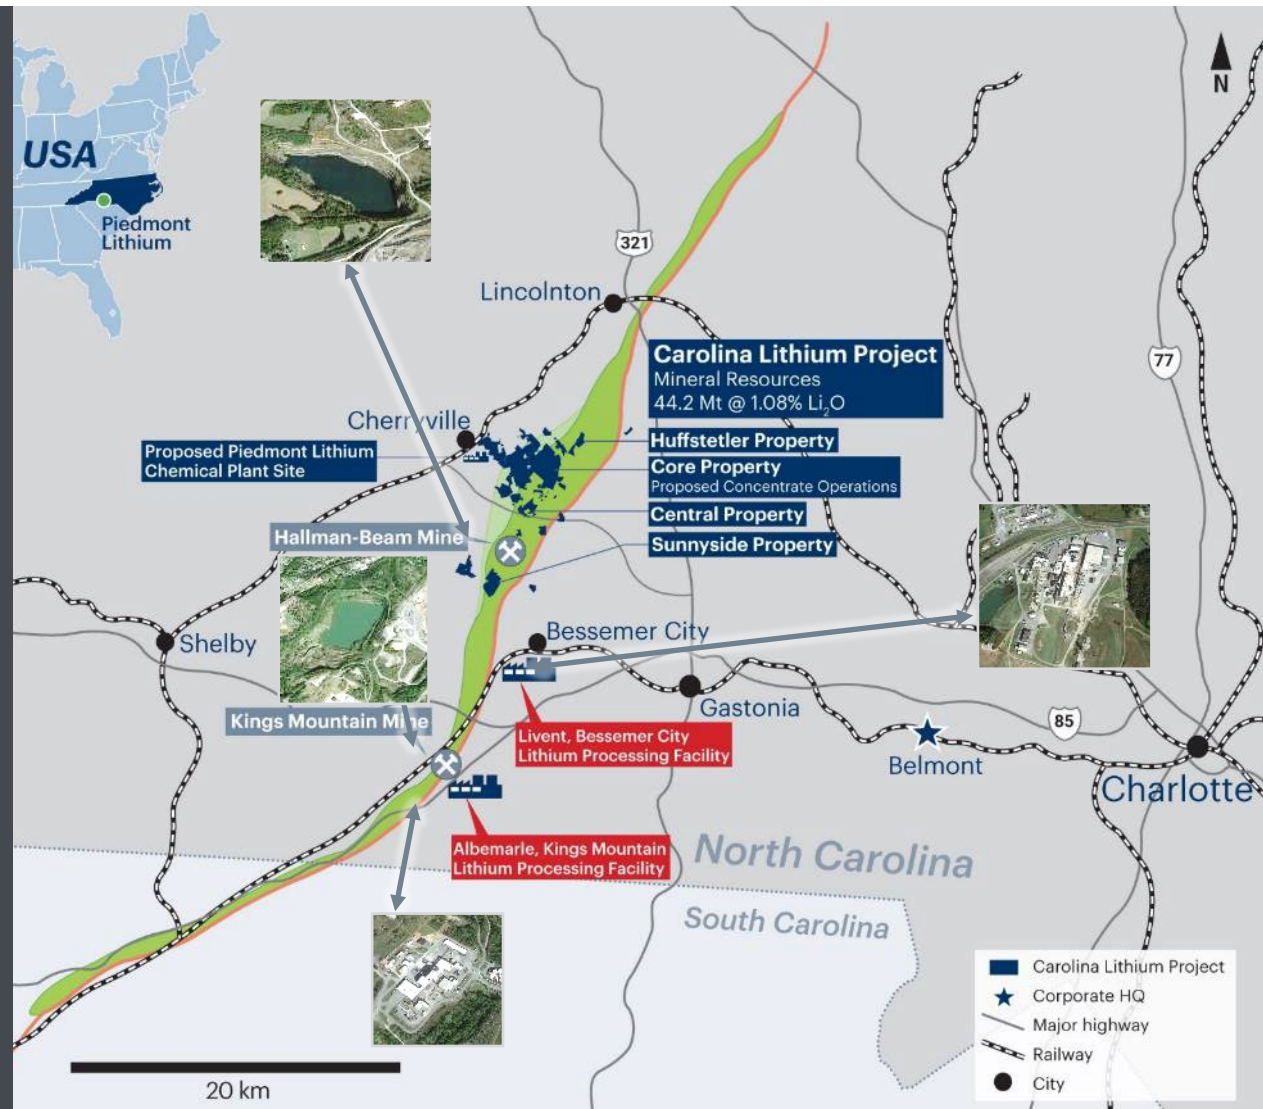 N
USA
Piedmont
Lithium
321
Lincolnton
Carolina Lithium Project
Mineral Resources
44.2 Mt @ 1.08% Li₂O
77
Cherryville
Huffstetler Property
Proposed Piedmont Lithium
Chemical Plant Site
Core Property
Proposed Concentrate Operations
Central Property
Hallman-Beam Mine
Sunnyside Property
Bessemer City
Shelby
Gastonia
Kings Mountain Mine
85
Livent, Bessemer City
Lithium Processing Facility
Belmont
Charlotte
Albemarle, Kings Mountain
Lithium Processing Facility
North Carolina
South Carolina
Carolina Lithium Project
Corporate HQ
Major highway
Railway
City
20 km